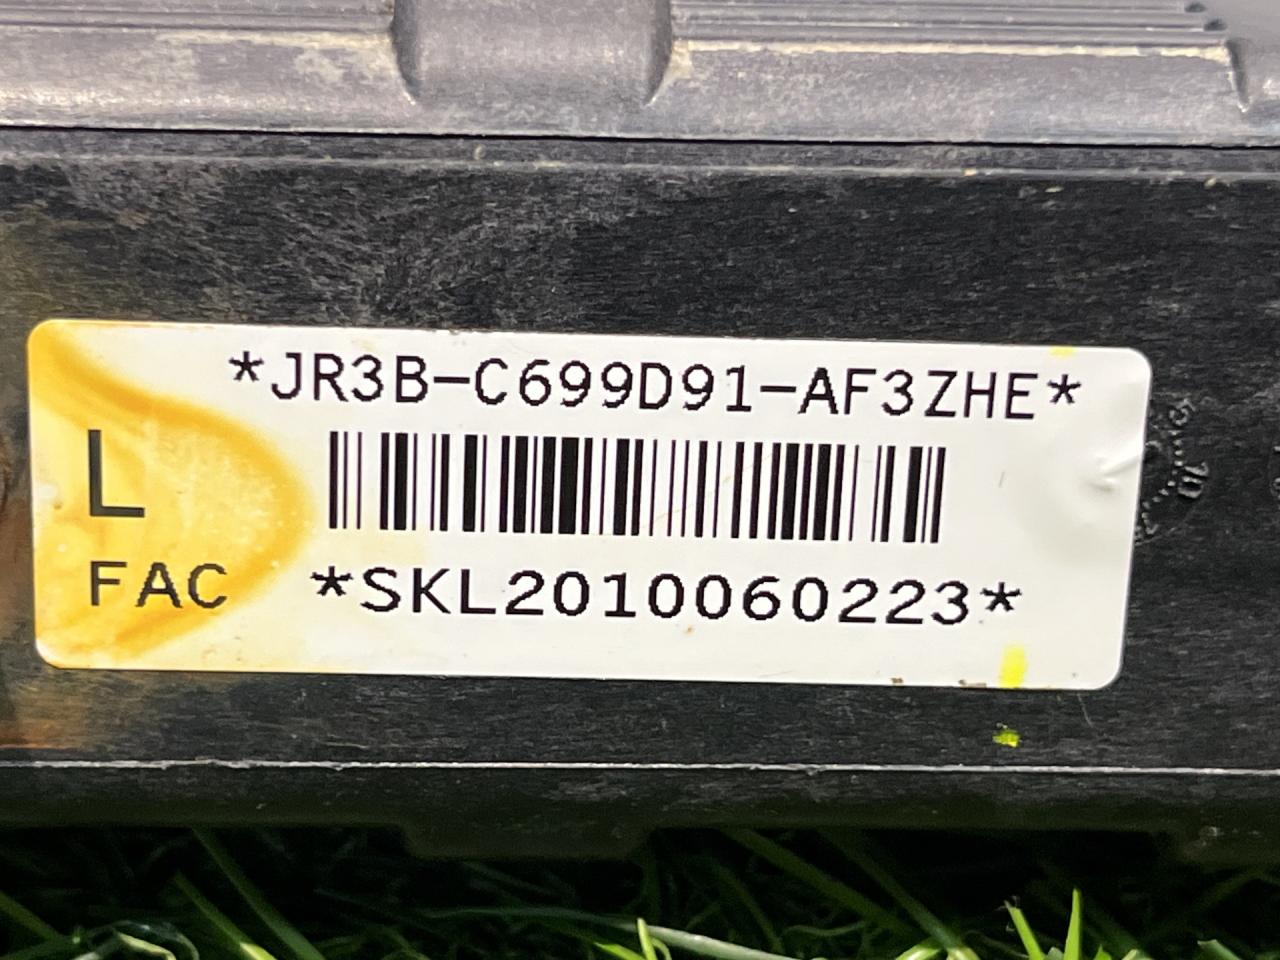 *JR3B-C699D91-AF3ZHE*
L
FAC *SKL2010060223*